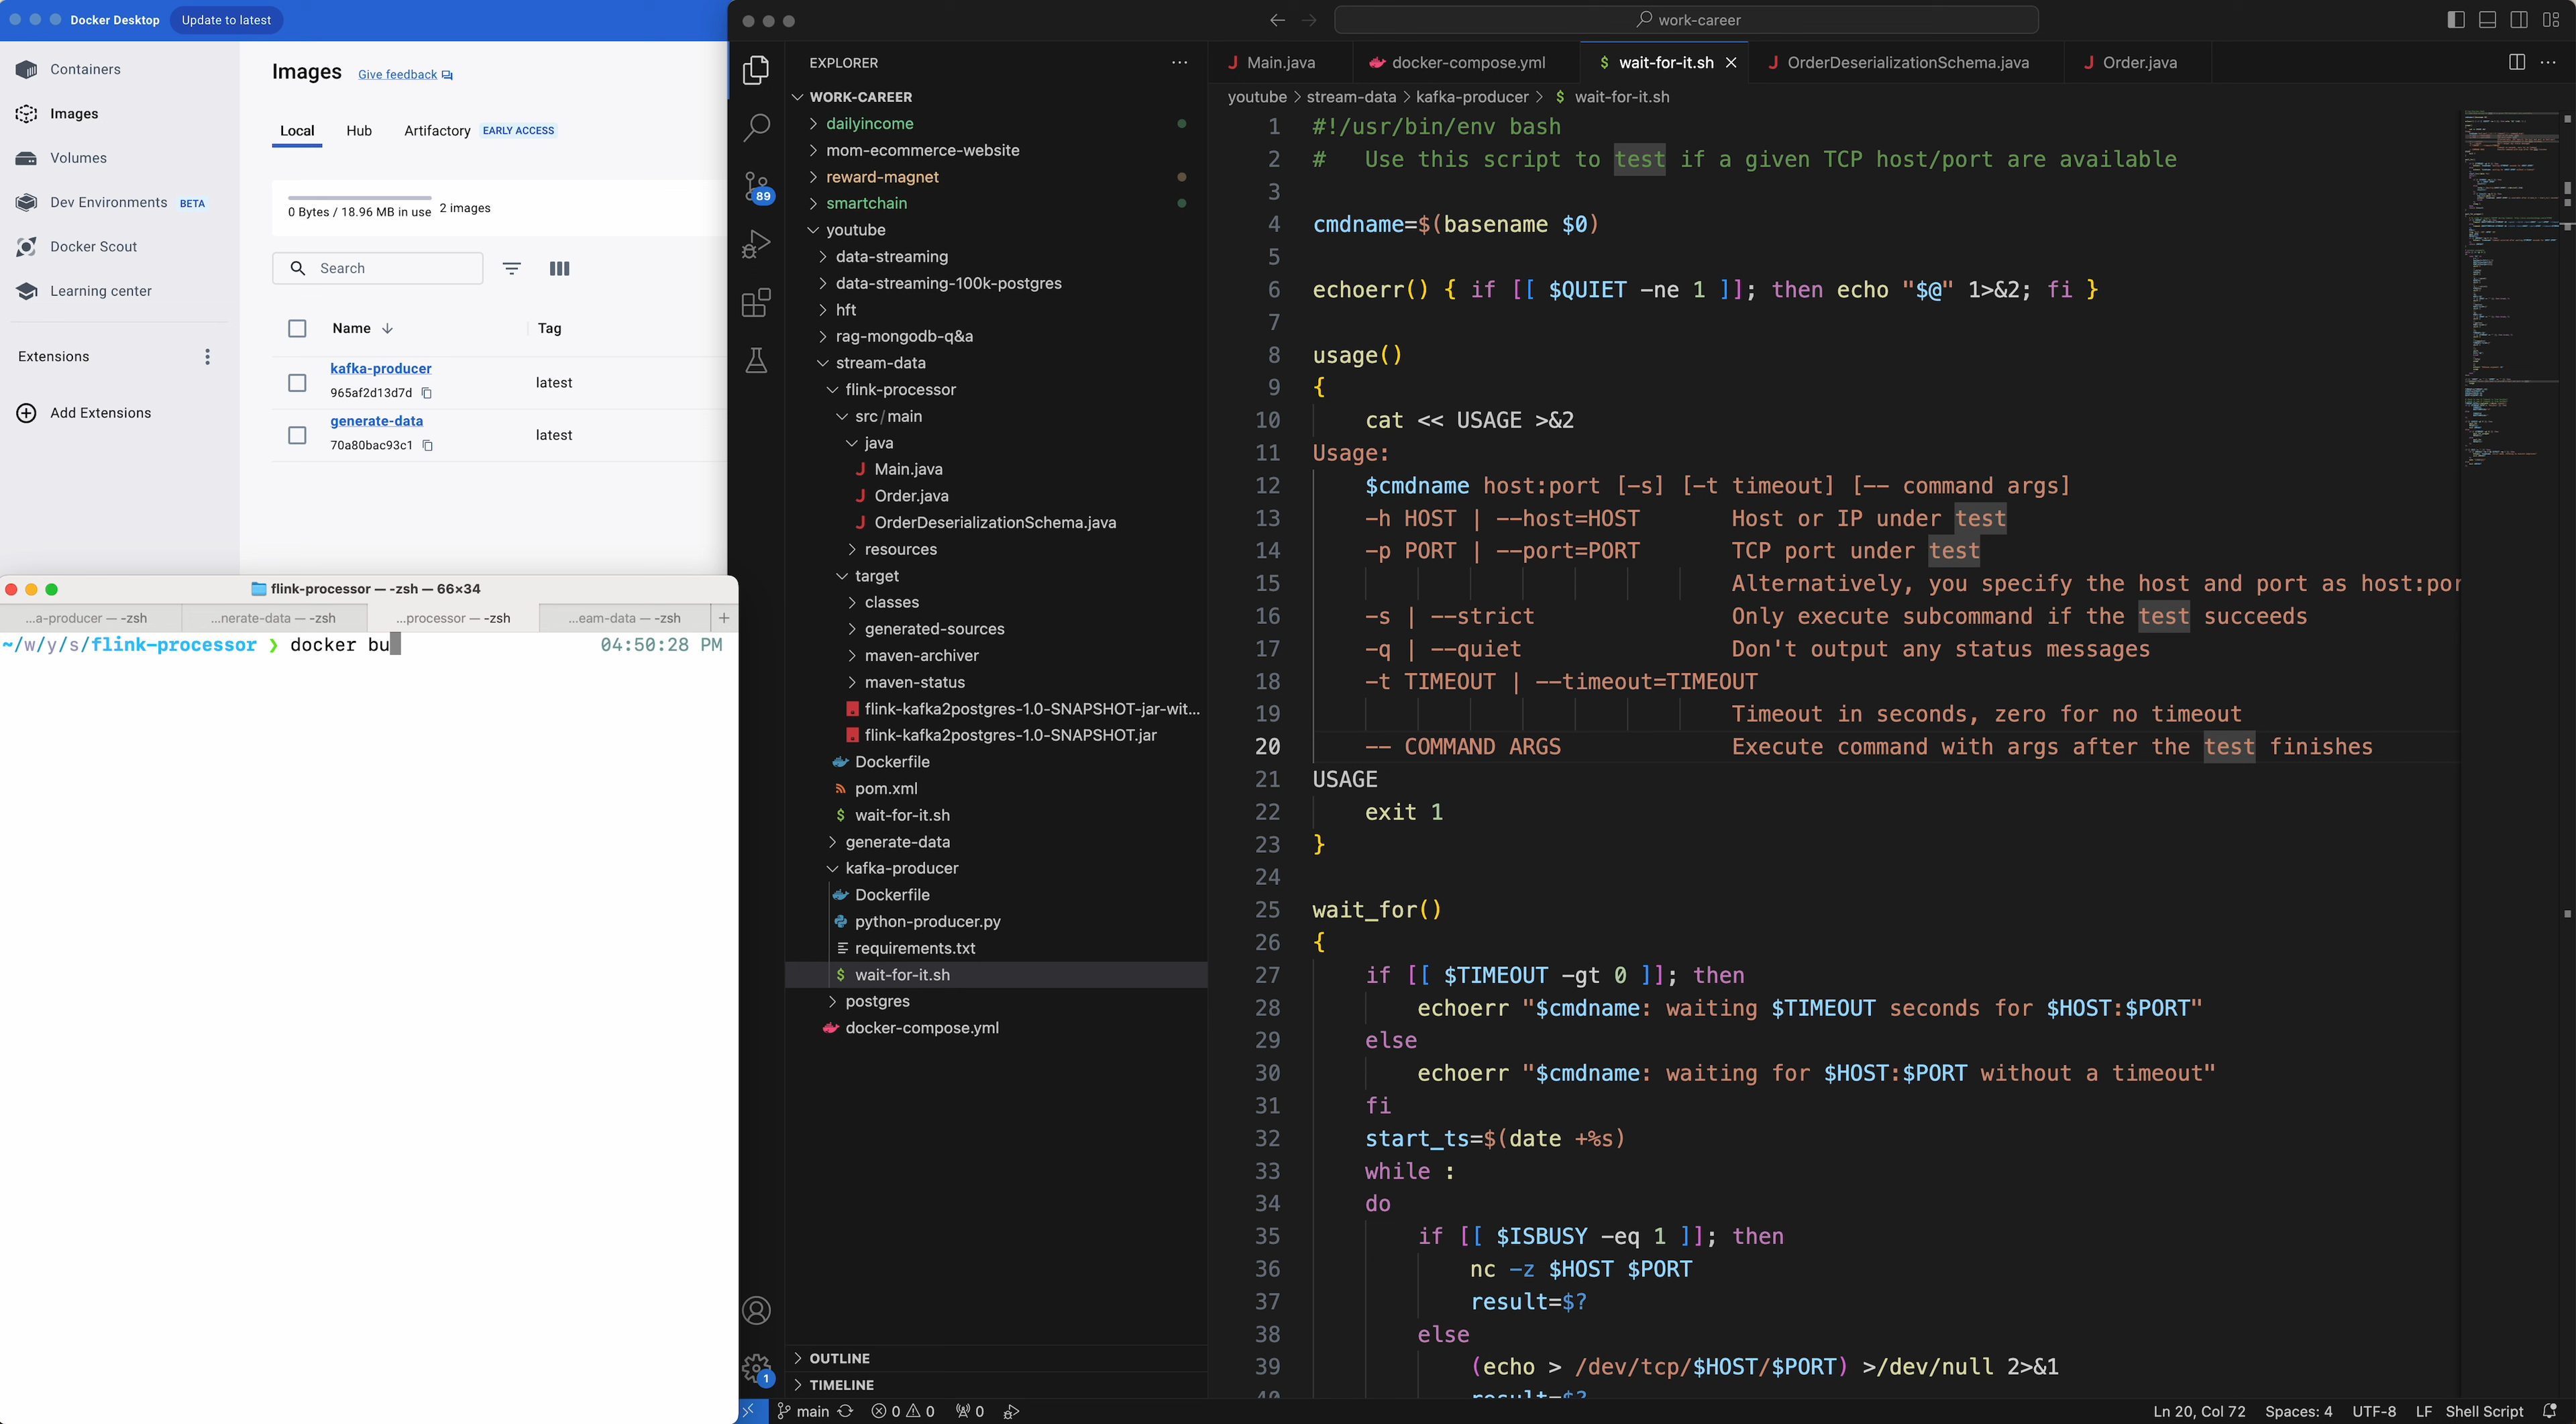 Docker Desktop
Update to latest
Containers
Images
Volumes
Dev Environments BETA
Docker Scout
Learning center
Extensions
Add Extensions
Images
Give feedback
Local
Hub
Artifactory
EARLY ACCESS
0 Bytes / 18.96 MB in use
2 images
Search
Name
Tag
kafka-producer
965af2d13d7d
latest
generate-data
70a80bac93c1
latest
flink-processor — -zsh — 66×34
...a-producer — -zsh
...nerate-data — -zsh
...processor — -zsh
...eam-data — -zsh
+
~/w/y/s/flink-processor ❯ docker bu
04:50:28 PM
work-career
89
1
EXPLORER
WORK-CAREER
dailyincome
mom-ecommerce-website
reward-magnet
smartchain
youtube
data-streaming
data-streaming-100k-postgres
hft
rag-mongodb-q&a
stream-data
flink-processor
src/main
java
Main.java
Order.java
OrderDeserializationSchema.java
resources
target
classes
generated-sources
maven-archiver
maven-status
flink-kafka2postgres-1.0-SNAPSHOT-jar-wit...
flink-kafka2postgres-1.0-SNAPSHOT.jar
Dockerfile
pom.xml
wait-for-it.sh
generate-data
kafka-producer
Dockerfile
python-producer.py
requirements.txt
wait-for-it.sh
postgres
docker-compose.yml
OUTLINE
TIMELINE
Main.java
docker-compose.yml
wait-for-it.sh
OrderDeserializationSchema.java
Order.java
youtube > stream-data > kafka-producer > $ wait-for-it.sh
1 #!/usr/bin/env bash
2 #   Use this script to test if a given TCP host/port are available
3
4 cmdname=$(basename $0)
5
6 echoerr() { if [[ $QUIET -ne 1 ]]; then echo "$@" 1>&2; fi }
7
8 usage()
9 {
10     cat << USAGE >&2
11 Usage:
12     $cmdname host:port [-s] [-t timeout] [-- command args]
13     -h HOST | --host=HOST       Host or IP under test
14     -p PORT | --port=PORT       TCP port under test
15                                 Alternatively, you specify the host and port as host:por
16     -s | --strict               Only execute subcommand if the test succeeds
17     -q | --quiet                Don't output any status messages
18     -t TIMEOUT | --timeout=TIMEOUT
19                                 Timeout in seconds, zero for no timeout
20     -- COMMAND ARGS             Execute command with args after the test finishes
21 USAGE
22     exit 1
23 }
24
25 wait_for()
26 {
27     if [[ $TIMEOUT -gt 0 ]]; then
28         echoerr "$cmdname: waiting $TIMEOUT seconds for $HOST:$PORT"
29     else
30         echoerr "$cmdname: waiting for $HOST:$PORT without a timeout"
31     fi
32     start_ts=$(date +%s)
33     while :
34     do
35         if [[ $ISBUSY -eq 1 ]]; then
36             nc -z $HOST $PORT
37             result=$?
38         else
39             (echo > /dev/tcp/$HOST/$PORT) >/dev/null 2>&1
40             result=$?
main
0
0
0
Ln 20, Col 72
Spaces: 4
UTF-8
LF
Shell Script